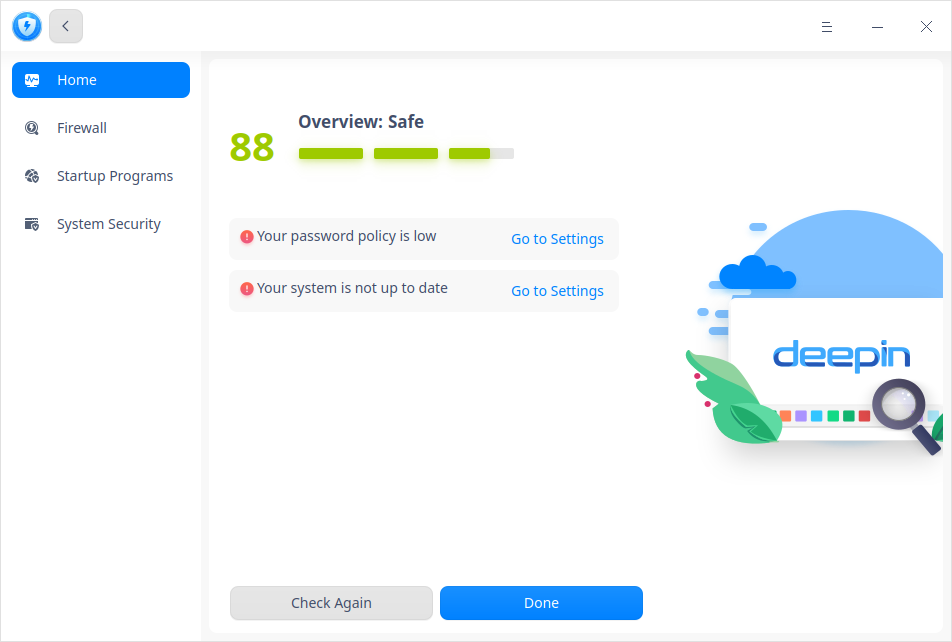 Home
Firewall
Startup Programs
System Security
Overview: Safe
88
Your password policy is low
Go to Settings
Your system is not up to date
Go to Settings
deepin
Check Again
Done